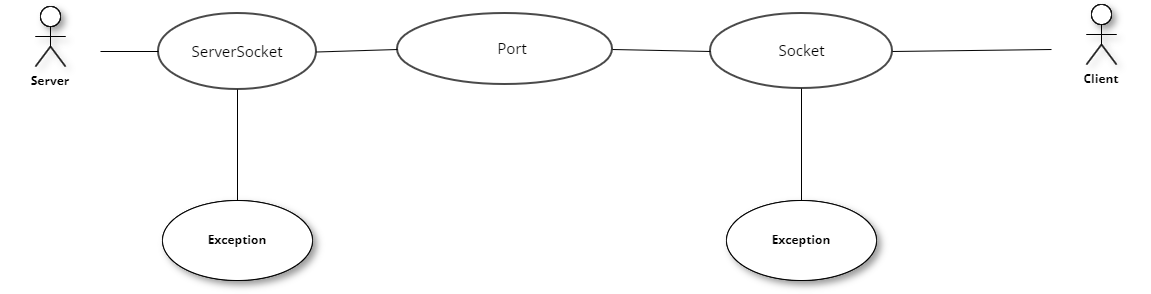 ServerSocket
Port
Socket
Server
Client
Exception
Exception